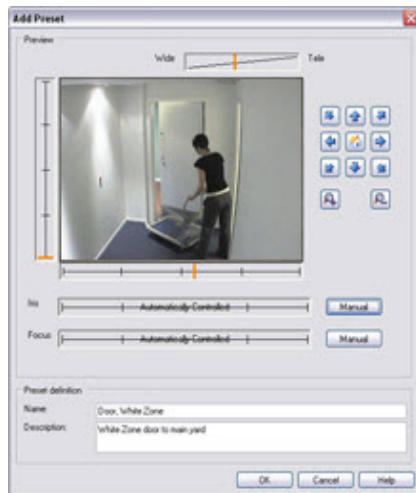 Add Preset
Preview
Wide Tele
Iris Automatically Controlled Manual
Focus Automatically Controlled Manual
Preset definition
Name: Door, White Zone
Description: White Zone door to main yard
OK Cancel Help